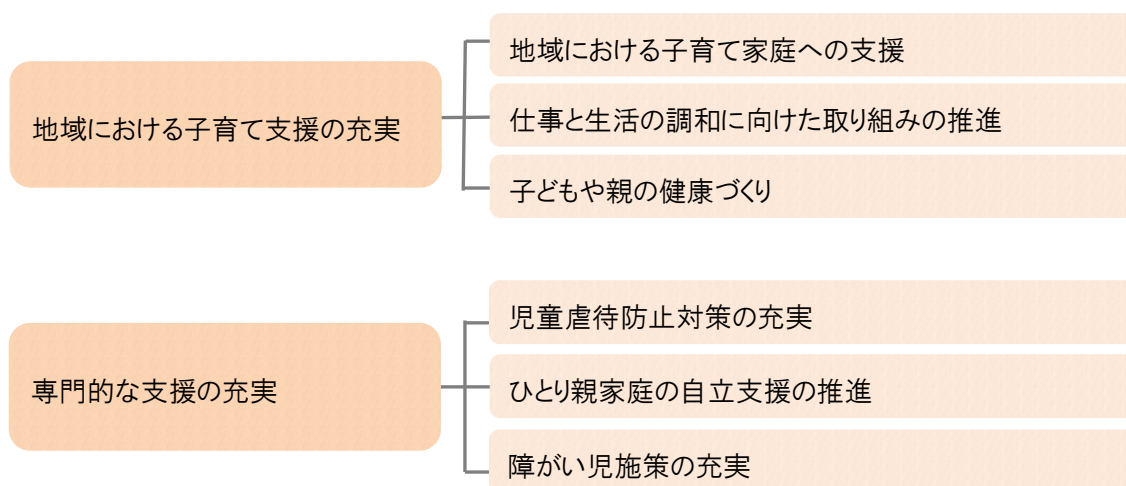 地域における子育て支援の充実
地域における子育て家庭への支援
仕事と生活の調和に向けた取り組みの推進
子どもや親の健康づくり
専門的な支援の充実
児童虐待防止対策の充実
ひとり親家庭の自立支援の推進
障がい児施策の充実